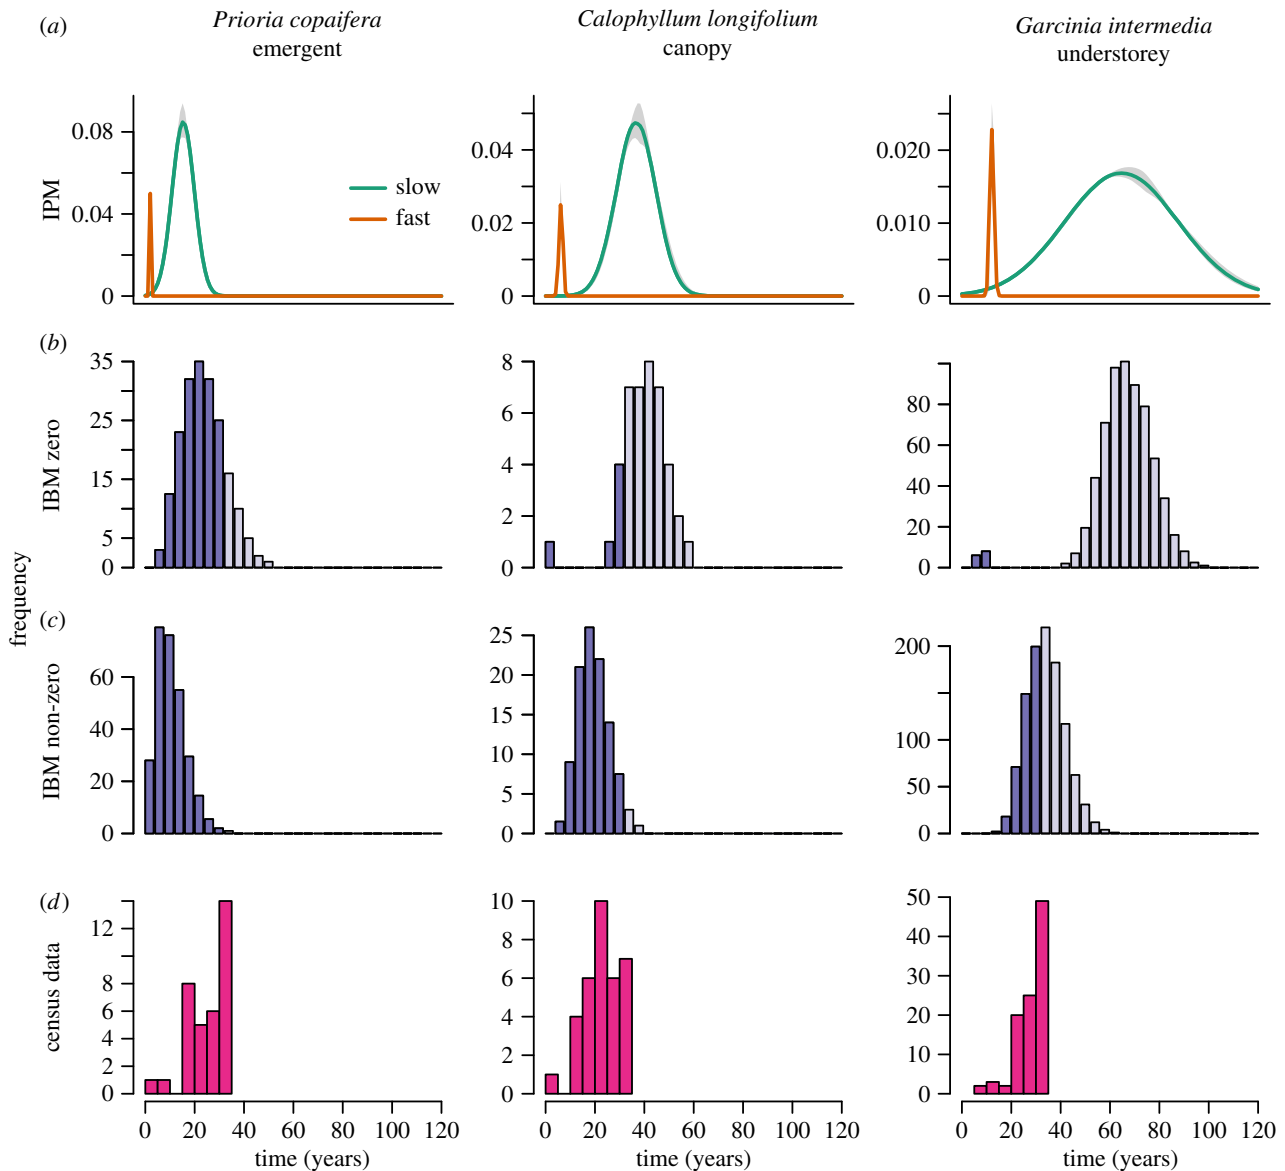 (a)
Prioria copaifera
emergent
Calophyllum longifolium
canopy
Garcinia intermedia
understorey
IPM
0.08
0.04
0
slow
fast
0.04
0.02
0
0.020
0.010
0
(b)
frequency
IBM zero
35
25
15
5
0
8
6
4
2
0
80
60
40
20
0
(c)
IBM non-zero
60
40
20
0
25
20
15
10
5
0
200
100
0
(d)
census data
12
8
6
4
2
0
10
8
6
4
2
0
50
40
30
20
10
0
0 20 40 60 80 100 120
time (years)
0 20 40 60 80 100 120
time (years)
0 20 40 60 80 100 120
time (years)